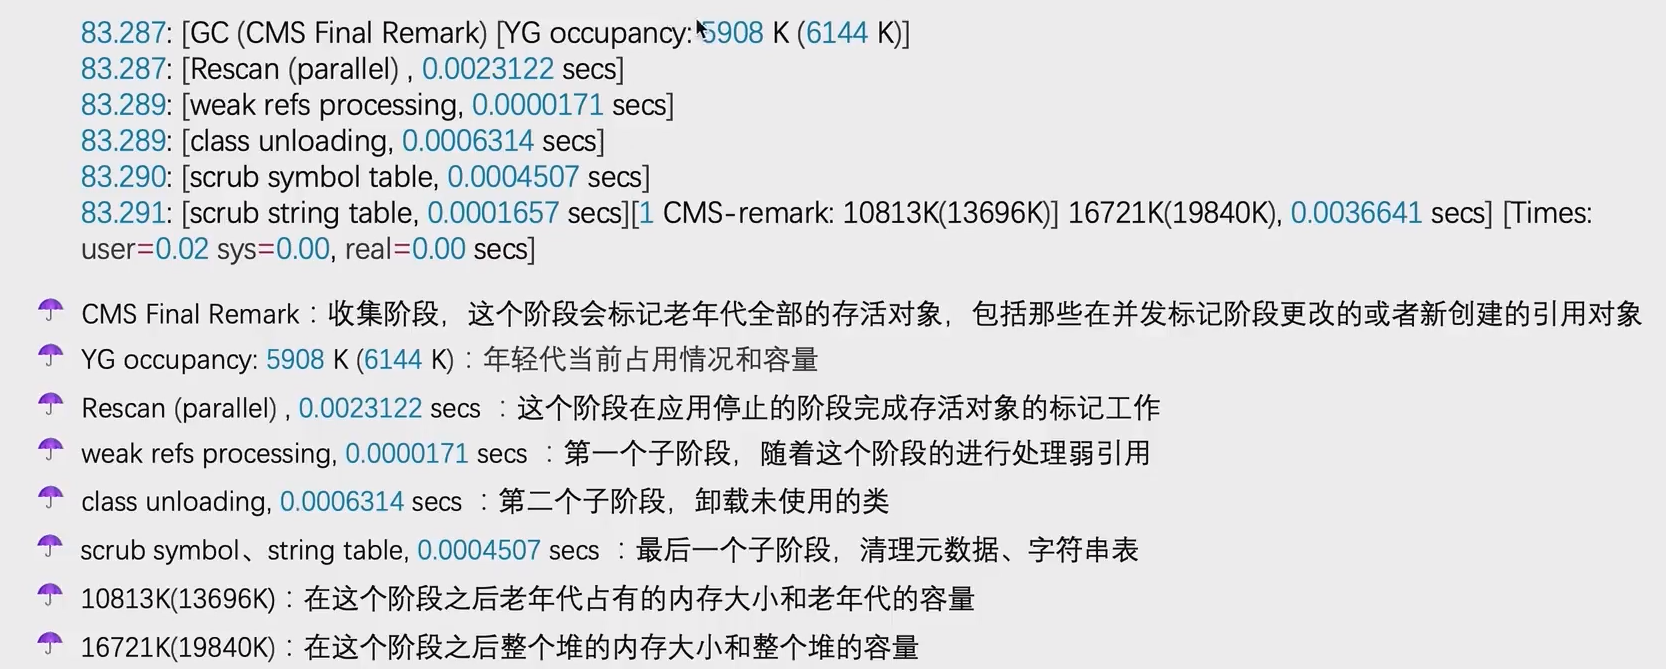 83.287: [GC (CMS Final Remark) [YG occupancy: 5908 K (6144 K)]
83.287: [Rescan (parallel) , 0.0023122 secs]
83.289: [weak refs processing, 0.0000171 secs]
83.289: [class unloading, 0.0006314 secs]
83.290: [scrub symbol table, 0.0004507 secs]
83.291: [scrub string table, 0.0001657 secs][1 CMS-remark: 10813K(13696K)] 16721K(19840K), 0.0036641 secs] [Times:
user=0.02 sys=0.00, real=0.00 secs]
CMS Final Remark：收集阶段，这个阶段会标记老年代全部的存活对象，包括那些在并发标记阶段更改的或者新创建的引用对象
YG occupancy: 5908 K (6144 K)：年轻代当前占用情况和容量
Rescan (parallel) , 0.0023122 secs ：这个阶段在应用停止的阶段完成存活对象的标记工作
weak refs processing, 0.0000171 secs ：第一个子阶段，随着这个阶段的进行处理弱引用
class unloading, 0.0006314 secs ：第二个子阶段，卸载未使用的类
scrub symbol、string table, 0.0004507 secs ：最后一个子阶段，清理元数据、字符串表
10813K(13696K)：在这个阶段之后老年代占有的内存大小和老年代的容量
16721K(19840K)：在这个阶段之后整个堆的内存大小和整个堆的容量